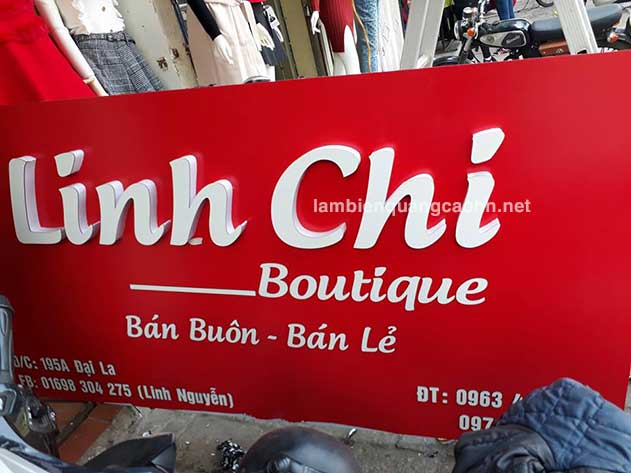 Linh Chi
lambienquangcaohn.net
Boutique
Bán Buôn - Bán Lẻ
Đ/C: 195A Đại La
FB: 01698 304 275 (Linh Nguyễn)
ĐT: 0963